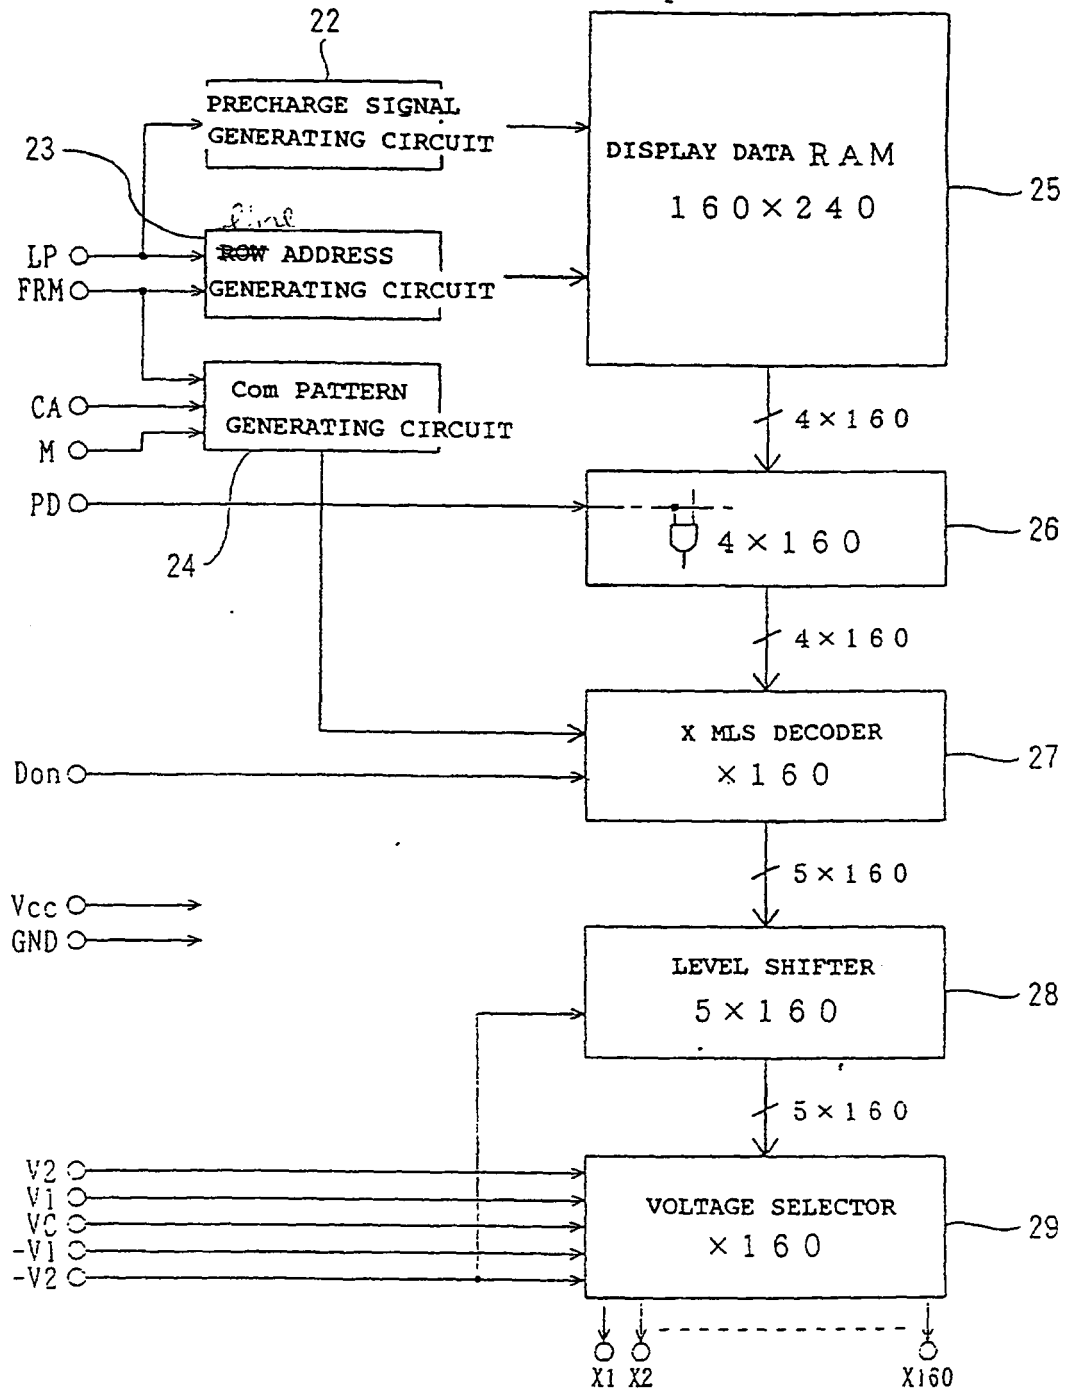 22
PRECHARGE SIGNAL
GENERATING CIRCUIT
23
line
ROW ADDRESS
GENERATING CIRCUIT
LP
FRM
Com PATTERN
GENERATING CIRCUIT
CA
M
PD
24
DISPLAY DATA RAM
160×240
25
4×160
4×160
26
4×160
X MLS DECODER
×160
27
Don
5×160
Vcc
GND
LEVEL SHIFTER
5×160
28
5×160
V2
V1
VC
-V1
-V2
VOLTAGE SELECTOR
×160
29
X1 X2 X160